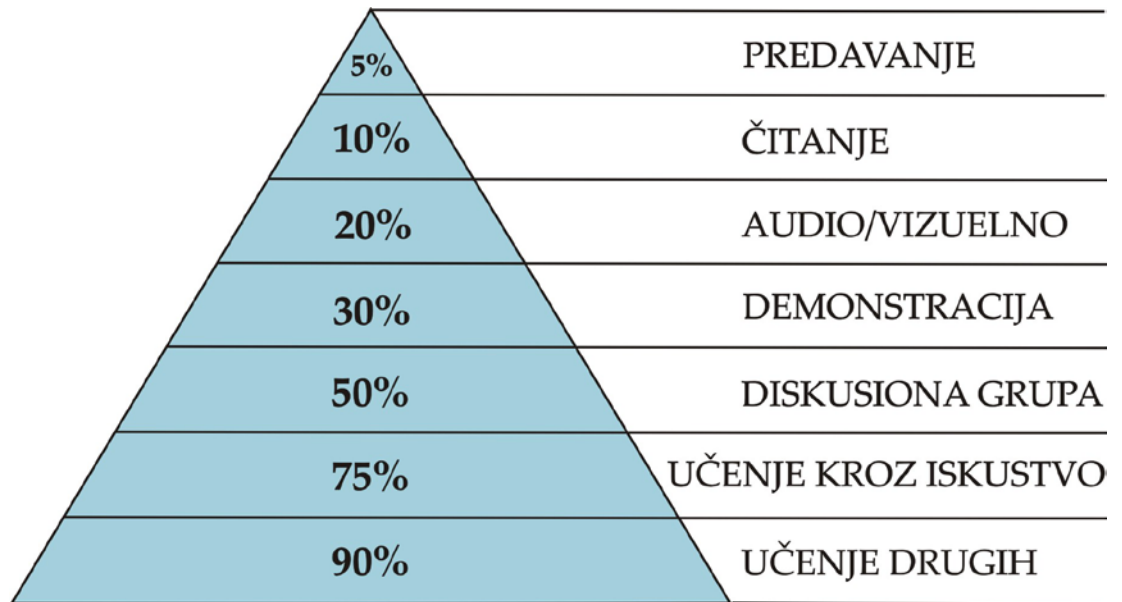 5% PREDAVANJE
10% ČITANJE
20% AUDIO/VIZUELNO
30% DEMONSTRACIJA
50% DISKUSIONA GRUPA
75% UČENJE KROZ ISKUSTVO
90% UČENJE DRUGIH